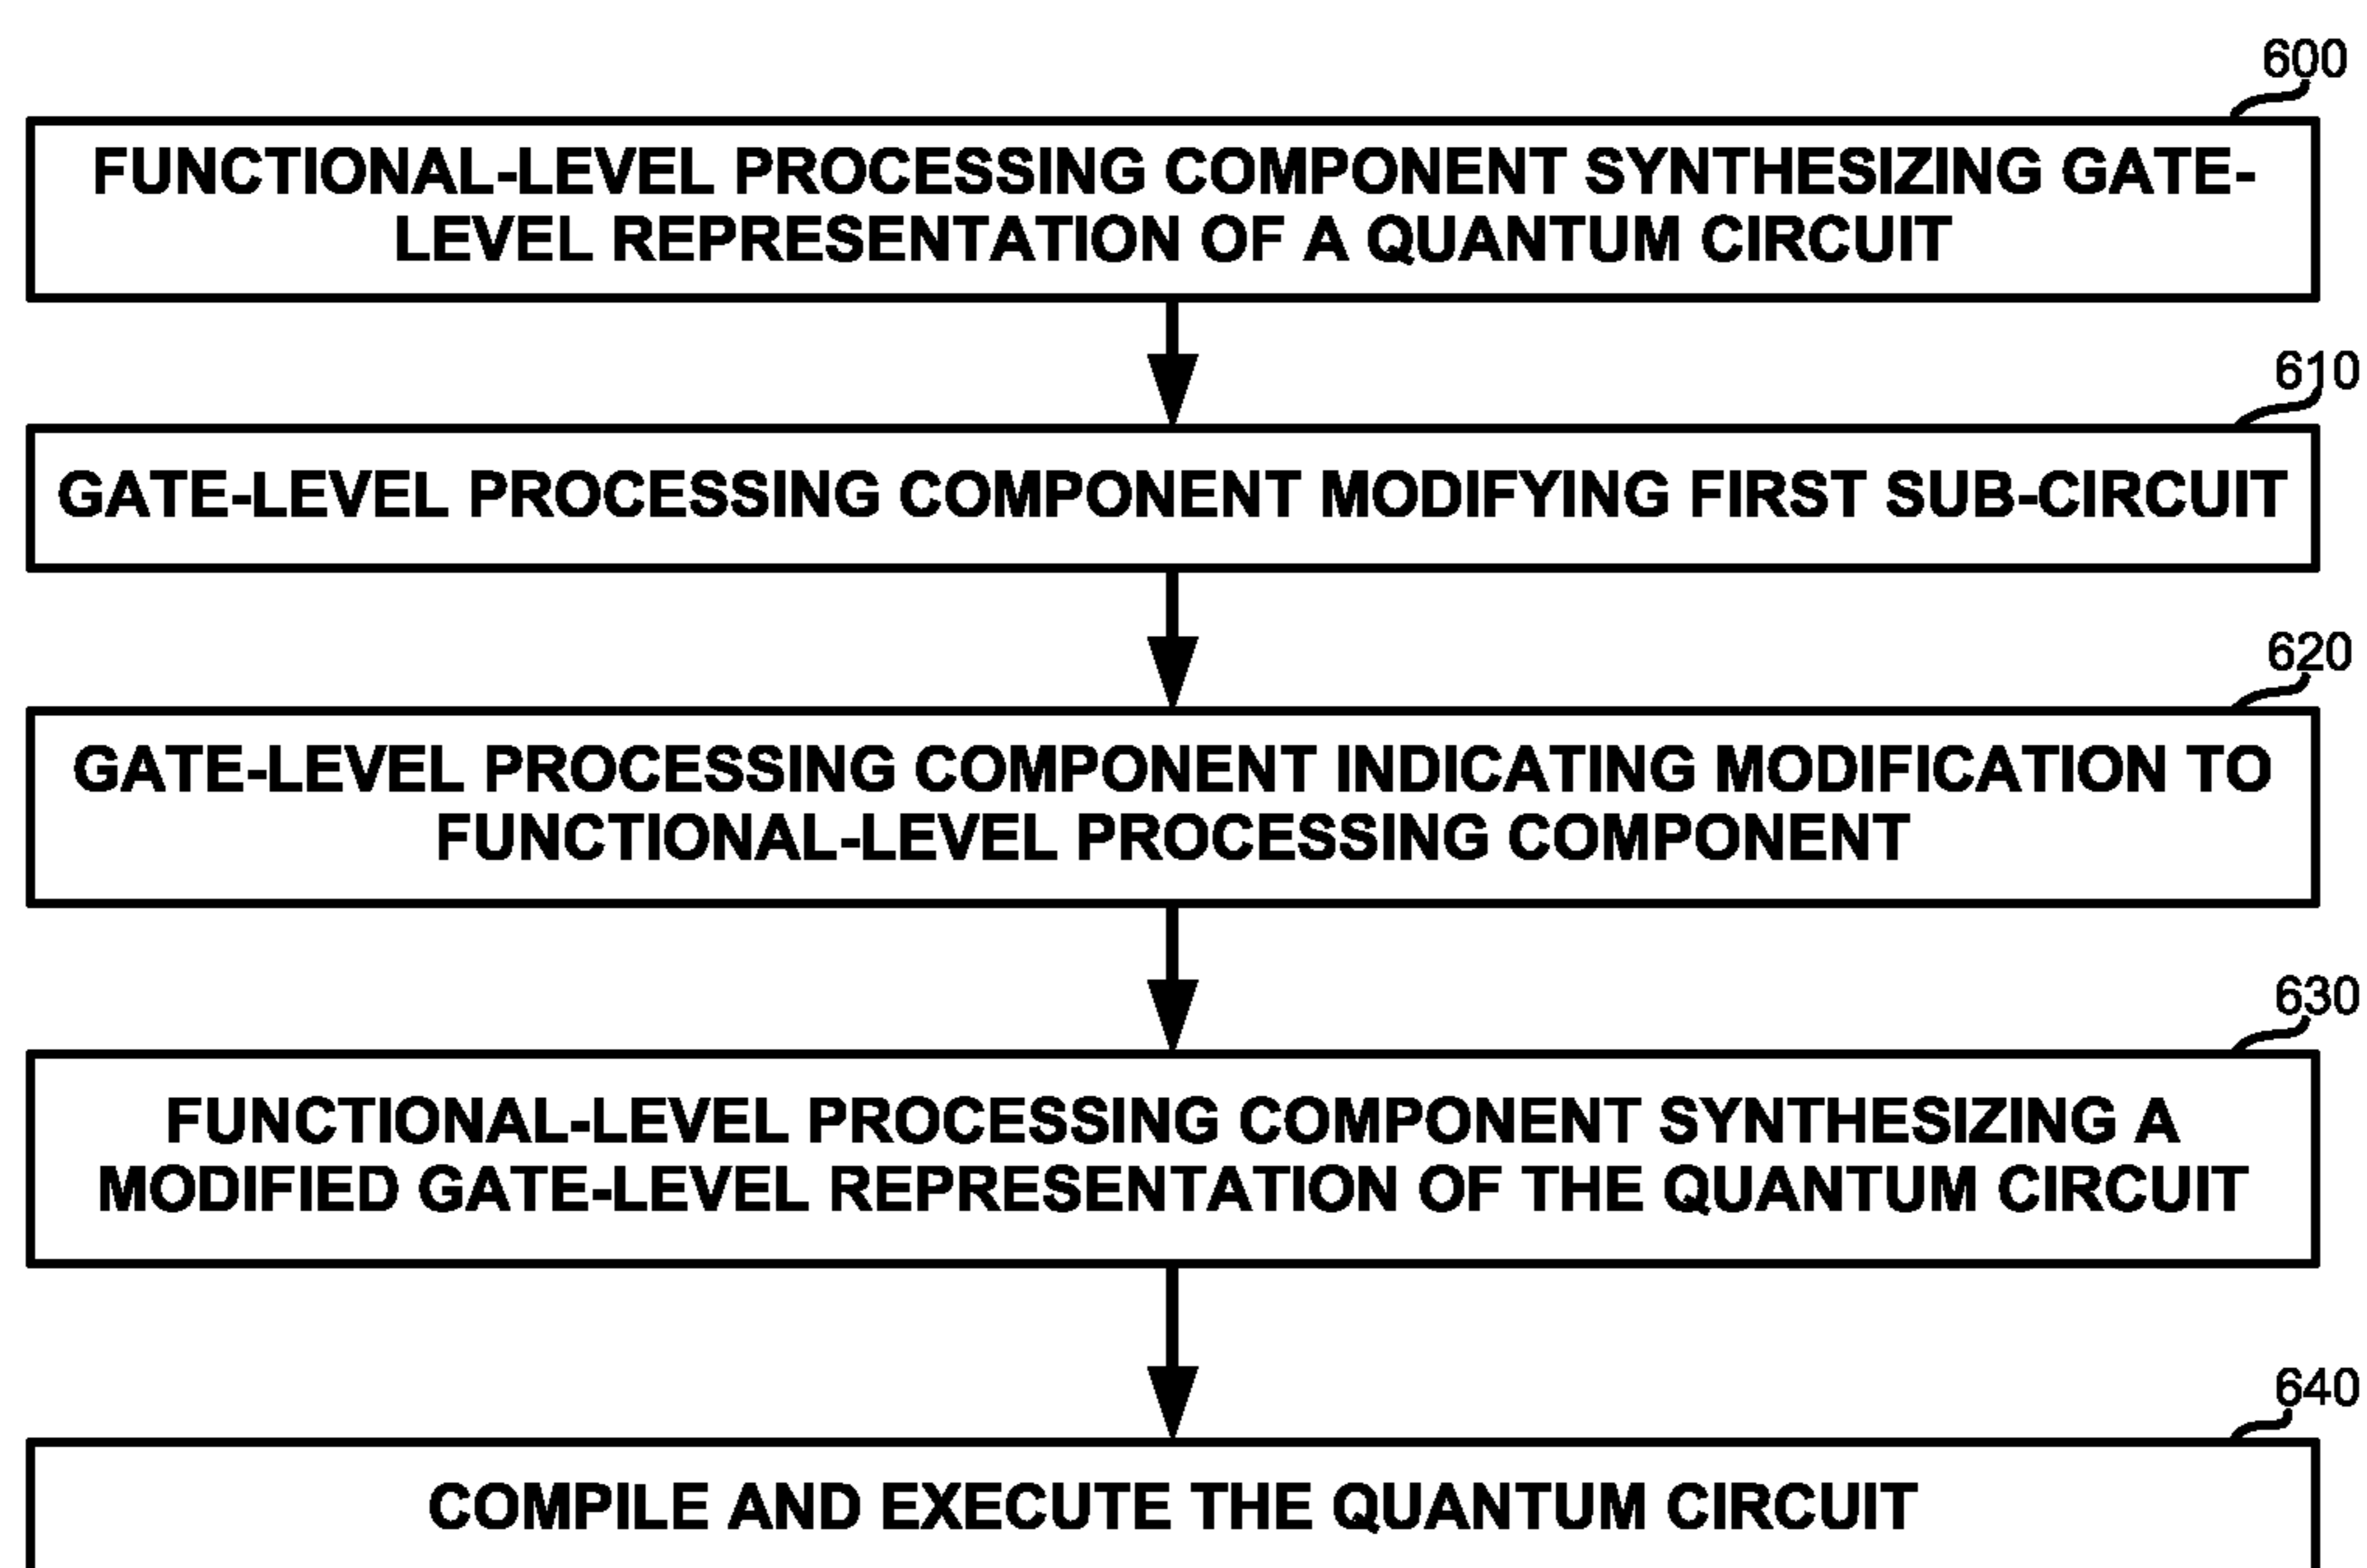 600
FUNCTIONAL-LEVEL PROCESSING COMPONENT SYNTHESIZING GATE-
LEVEL REPRESENTATION OF A QUANTUM CIRCUIT
610
GATE-LEVEL PROCESSING COMPONENT MODIFYING FIRST SUB-CIRCUIT
620
GATE-LEVEL PROCESSING COMPONENT INDICATING MODIFICATION TO
FUNCTIONAL-LEVEL PROCESSING COMPONENT
630
FUNCTIONAL-LEVEL PROCESSING COMPONENT SYNTHESIZING A
MODIFIED GATE-LEVEL REPRESENTATION OF THE QUANTUM CIRCUIT
640
COMPILE AND EXECUTE THE QUANTUM CIRCUIT